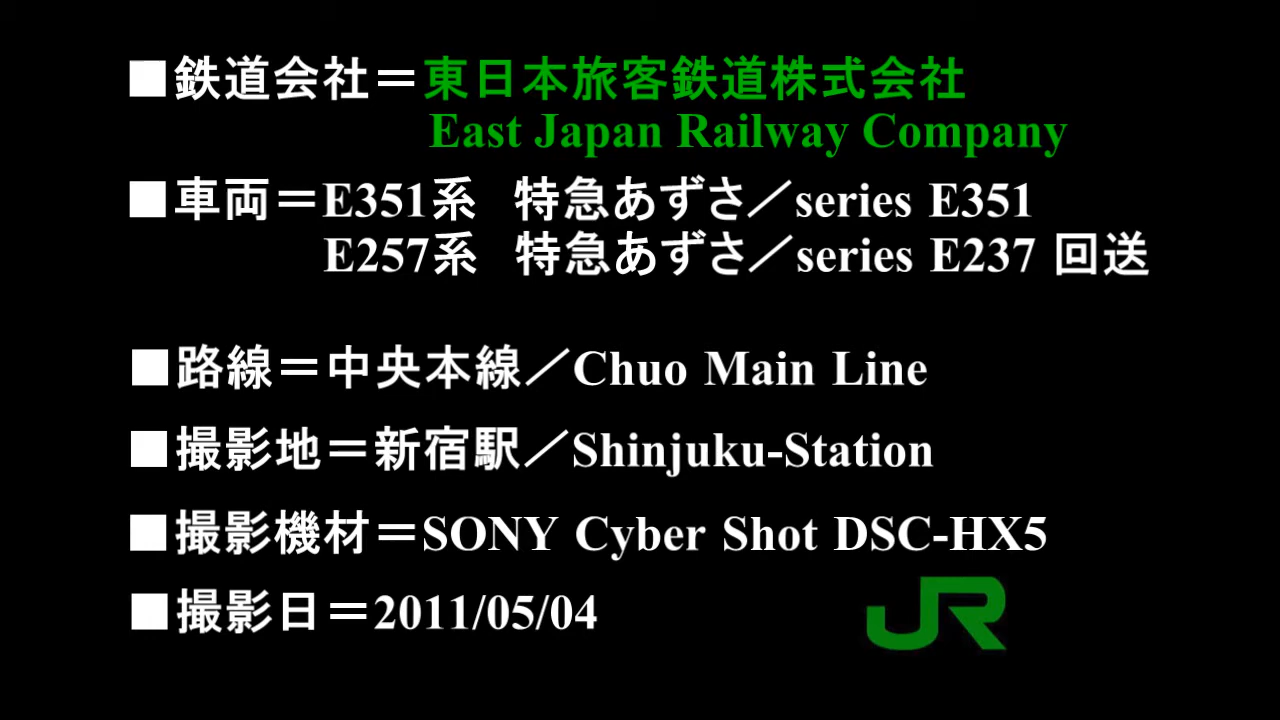 ■鉄道会社＝東日本旅客鉄道株式会社
East Japan Railway Company
■車両＝E351系　特急あずさ／series E351
E257系　特急あずさ／series E237 回送
■路線＝中央本線／Chuo Main Line
■撮影地＝新宿駅／Shinjuku-Station
■撮影機材＝SONY Cyber Shot DSC-HX5
■撮影日＝2011/05/04
JR